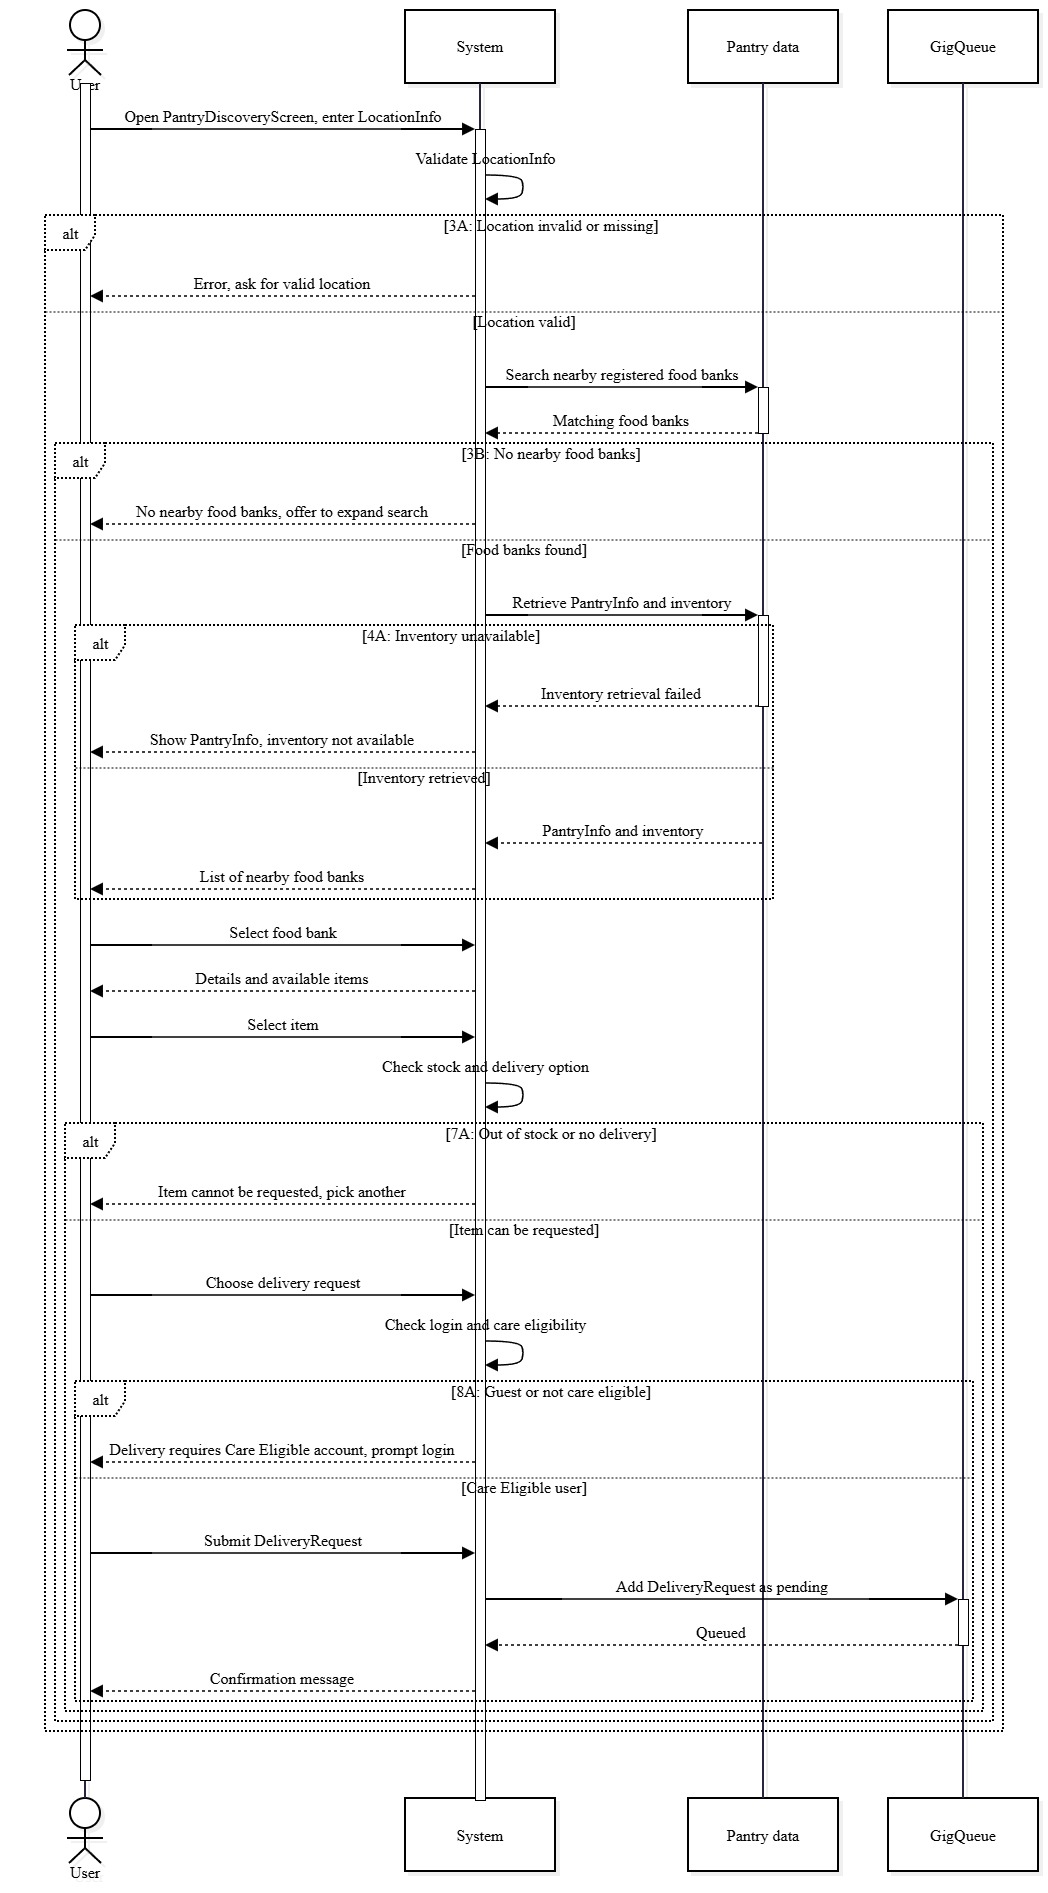 System
Pantry data
GigQueue
User
Open PantryDiscoveryScreen, enter LocationInfo
Validate LocationInfo
alt
[3A: Location invalid or missing]
Error, ask for valid location
[Location valid]
Search nearby registered food banks
Matching food banks
alt
[3B: No nearby food banks]
No nearby food banks, offer to expand search
[Food banks found]
Retrieve PantryInfo and inventory
alt
[4A: Inventory unavailable]
Inventory retrieval failed
Show PantryInfo, inventory not available
[Inventory retrieved]
PantryInfo and inventory
List of nearby food banks
Select food bank
Details and available items
Select item
Check stock and delivery option
alt
[7A: Out of stock or no delivery]
Item cannot be requested, pick another
[Item can be requested]
Choose delivery request
Check login and care eligibility
alt
[8A: Guest or not care eligible]
Delivery requires Care Eligible account, prompt login
[Care Eligible user]
Submit DeliveryRequest
Add DeliveryRequest as pending
Queued
Confirmation message
System
Pantry data
GigQueue
User